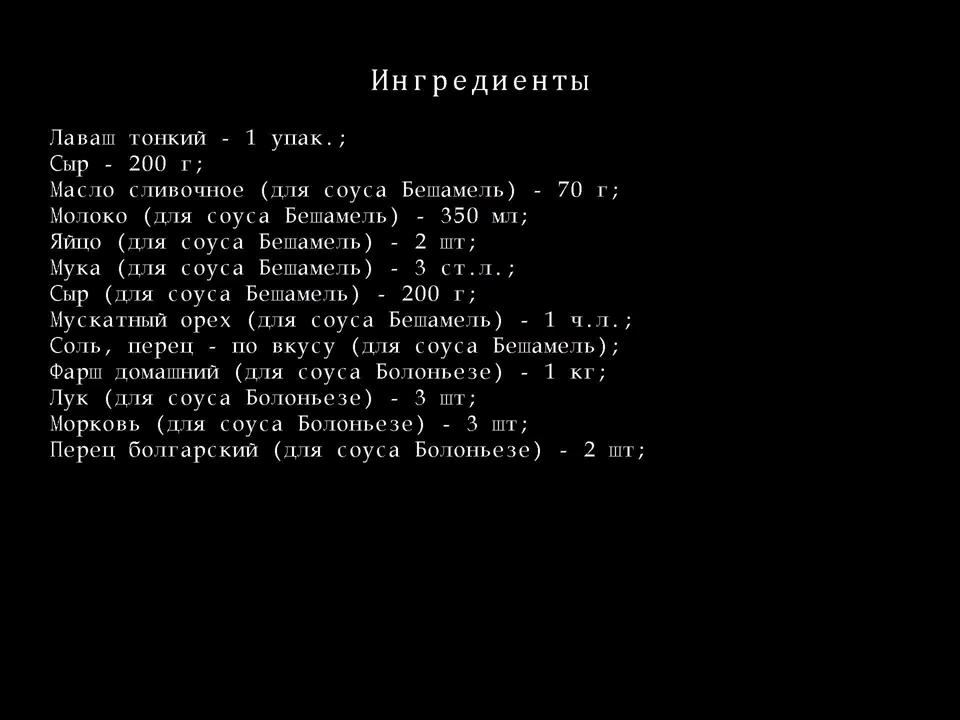 Ингредиенты
Лаваш тонкий - 1 упак.;
Сыр - 200 г;
Масло сливочное (для соуса Бешамель) - 70 г;
Молоко (для соуса Бешамель) - 350 мл;
Яйцо (для соуса Бешамель) - 2 шт;
Мука (для соуса Бешамель) - 3 ст.л.;
Сыр (для соуса Бешамель) - 200 г;
Мускатный орех (для соуса Бешамель) - 1 ч.л.;
Соль, перец - по вкусу (для соуса Бешамель);
Фарш домашний (для соуса Болоньезе) - 1 кг;
Лук (для соуса Болоньезе) - 3 шт;
Морковь (для соуса Болоньезе) - 3 шт;
Перец болгарский (для соуса Болоньезе) - 2 шт;